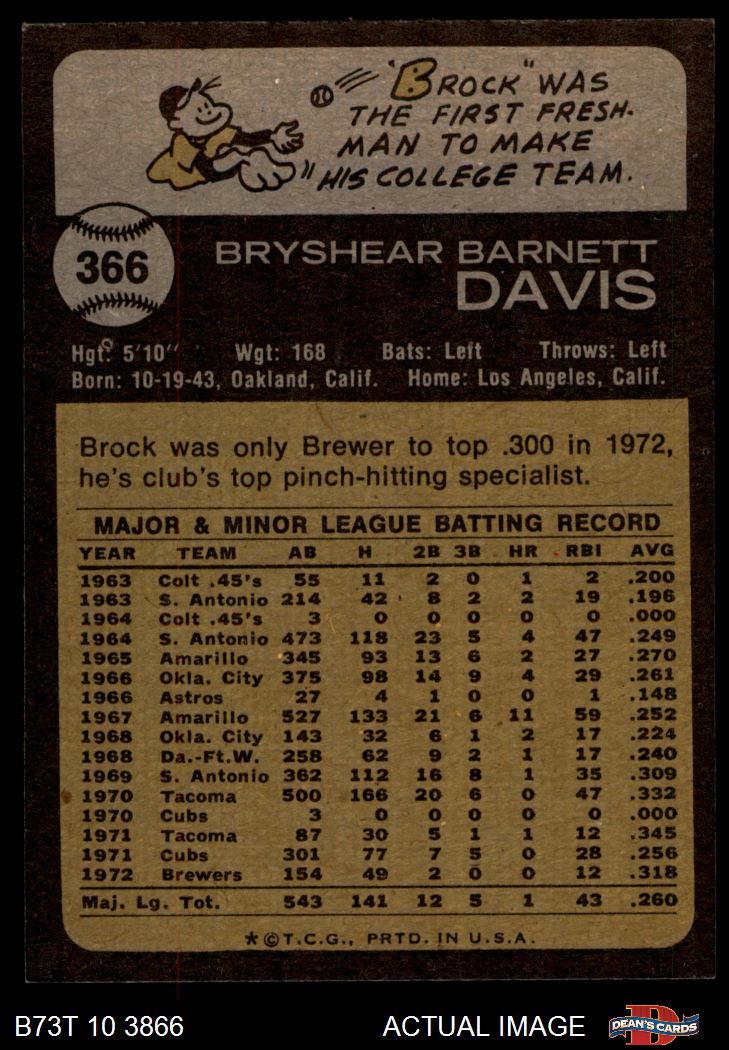 "BROCK" WAS
THE FIRST FRESH-
MAN TO MAKE
HIS COLLEGE TEAM.
366
BRYSHEAR BARNETT
DAVIS
Hgt: 5'10" Wgt: 168 Bats: Left Throws: Left
Born: 10-19-43, Oakland, Calif. Home: Los Angeles, Calif.
Brock was only Brewer to top .300 in 1972,
he's club's top pinch-hitting specialist.
MAJOR & MINOR LEAGUE BATTING RECORD
YEAR TEAM AB H 2B 3B HR RBI AVG
1963 Colt .45's 55 11 2 0 1 2 .200
1963 S. Antonio 214 42 8 2 2 19 .196
1964 Colt .45's 3 0 0 0 0 0 .000
1964 S. Antonio 473 118 23 5 4 47 .249
1965 Amarillo 345 93 13 6 2 27 .270
1966 Okla. City 375 98 14 9 4 29 .261
1966 Astros 27 4 1 0 0 1 .148
1967 Amarillo 527 133 21 6 11 59 .252
1968 Okla. City 143 32 6 1 2 17 .224
1968 Da.-Ft.W. 258 62 9 2 1 17 .240
1969 S. Antonio 362 112 16 8 1 35 .309
1970 Tacoma 500 166 20 6 0 47 .332
1970 Cubs 3 0 0 0 0 0 .000
1971 Tacoma 87 30 5 1 1 12 .345
1971 Cubs 301 77 7 5 0 28 .256
1972 Brewers 154 49 2 0 0 12 .318
Maj. Lg. Tot. 543 141 12 5 1 43 .260
*©T.C.G., PRTD. IN U.S.A.
B73T 10 3866 ACTUAL IMAGE DEAN'S CARDS